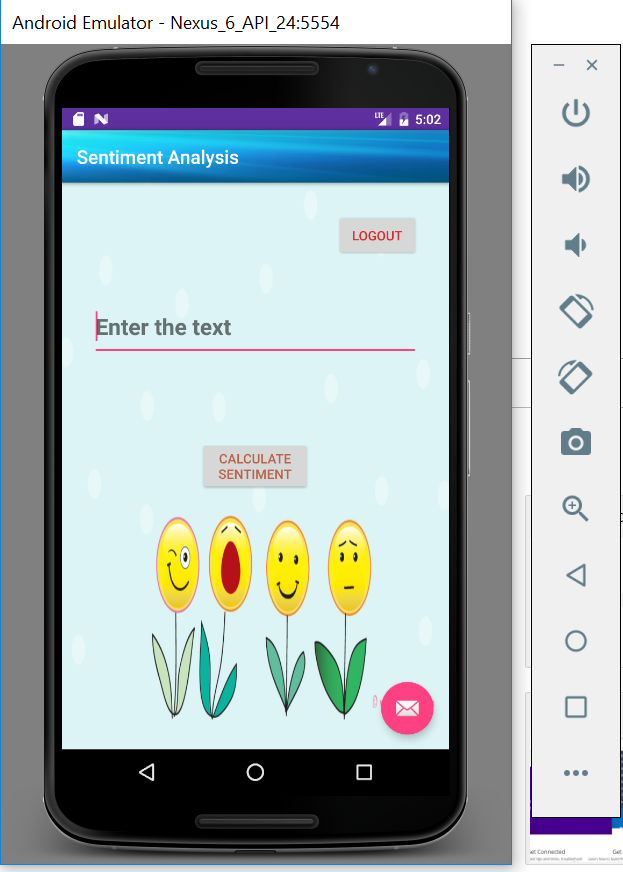 Android Emulator - Nexus_6_API_24:5554
LTE
5:02
Sentiment Analysis
LOGOUT
Enter the text
CALCULATE
SENTIMENT
et Connected
Get